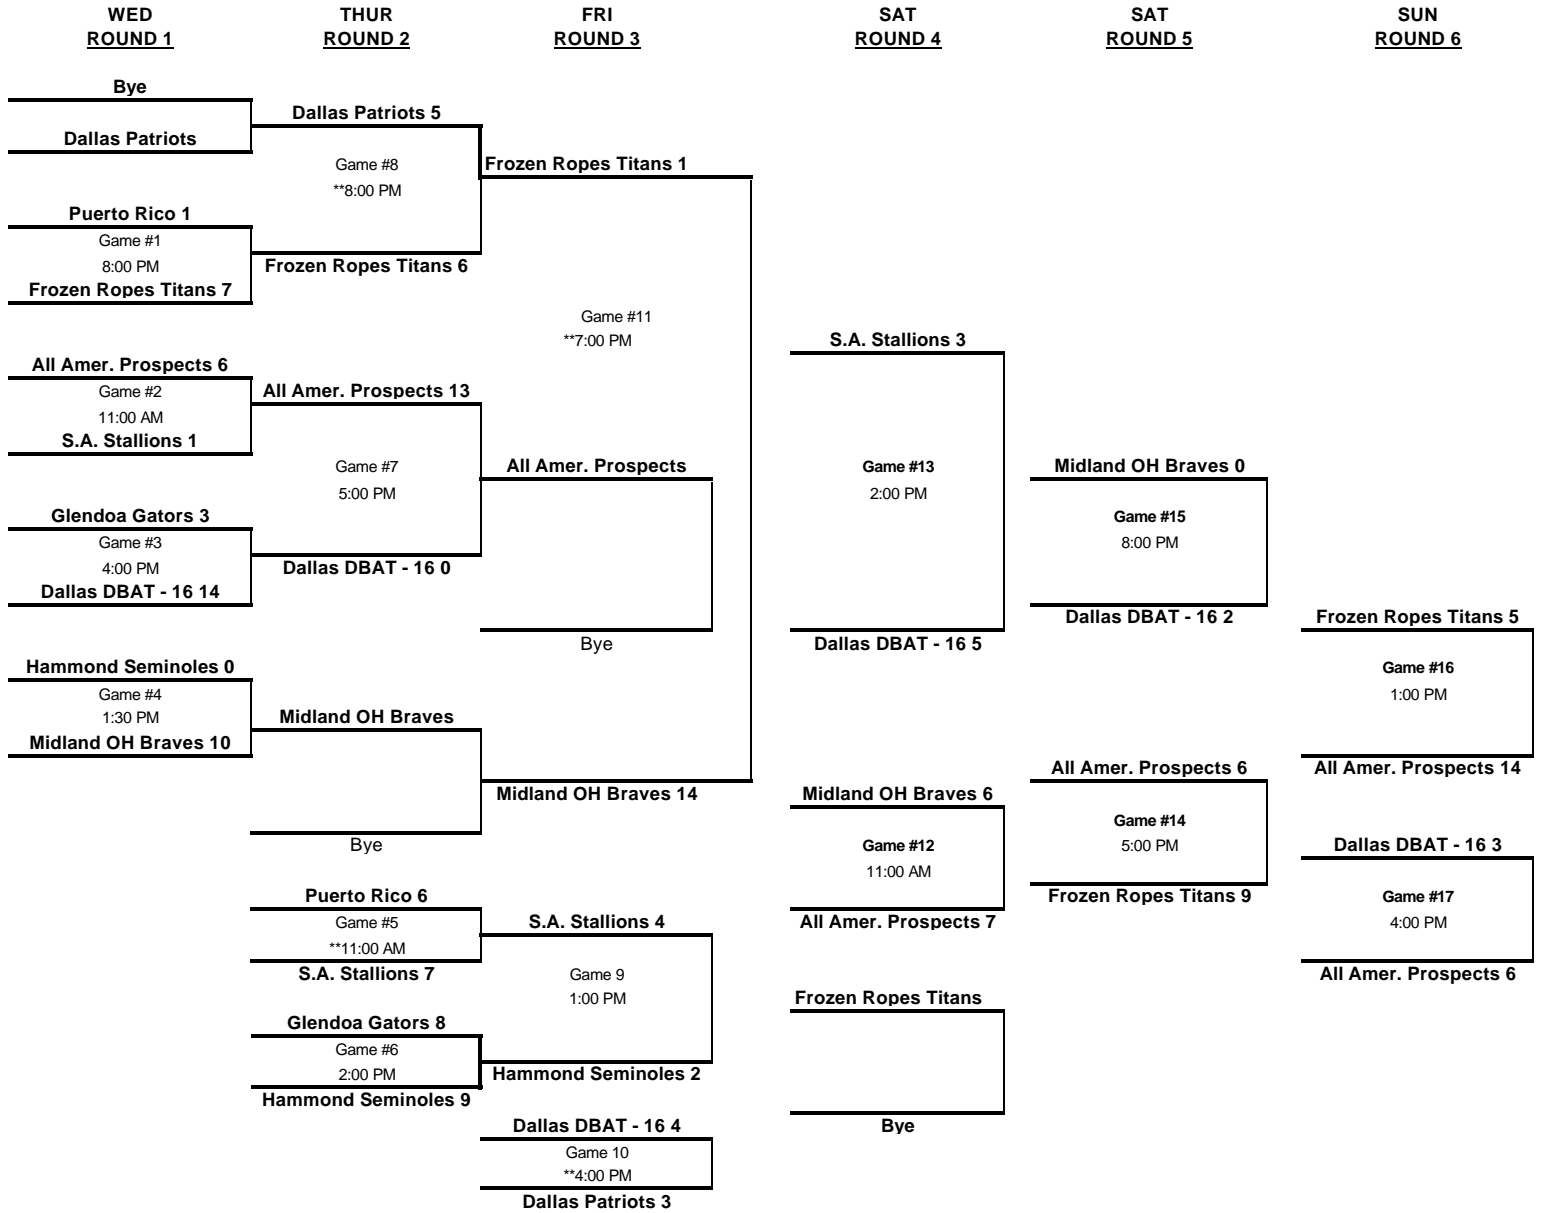 WED
ROUND 1
THUR
ROUND 2
FRI
ROUND 3
SAT
ROUND 4
SAT
ROUND 5
SUN
ROUND 6
Bye
Dallas Patriots
Puerto Rico 1
Game #1
8:00 PM
Frozen Ropes Titans 7
All Amer. Prospects 6
Game #2
11:00 AM
S.A. Stallions 1
Glendoa Gators 3
Game #3
4:00 PM
Dallas DBAT - 16 14
Hammond Seminoles 0
Game #4
1:30 PM
Midland OH Braves 10
Dallas Patriots 5
Game #8
**8:00 PM
Frozen Ropes Titans 6
All Amer. Prospects 13
Game #7
5:00 PM
Dallas DBAT - 16 0
Midland OH Braves
Bye
Puerto Rico 6
Game #5
**11:00 AM
S.A. Stallions 7
Glendoa Gators 8
Game #6
2:00 PM
Hammond Seminoles 9
Frozen Ropes Titans 1
Game #11
**7:00 PM
All Amer. Prospects
Bye
Midland OH Braves 14
S.A. Stallions 4
Game 9
1:00 PM
Hammond Seminoles 2
Dallas DBAT - 16 4
Game 10
**4:00 PM
Dallas Patriots 3
S.A. Stallions 3
Game #13
2:00 PM
Dallas DBAT - 16 5
Midland OH Braves 6
Game #12
11:00 AM
All Amer. Prospects 7
Frozen Ropes Titans
Bye
Midland OH Braves 0
Game #15
8:00 PM
Dallas DBAT - 16 2
All Amer. Prospects 6
Game #14
5:00 PM
Frozen Ropes Titans 9
Frozen Ropes Titans 5
Game #16
1:00 PM
All Amer. Prospects 14
Dallas DBAT - 16 3
Game #17
4:00 PM
All Amer. Prospects 6